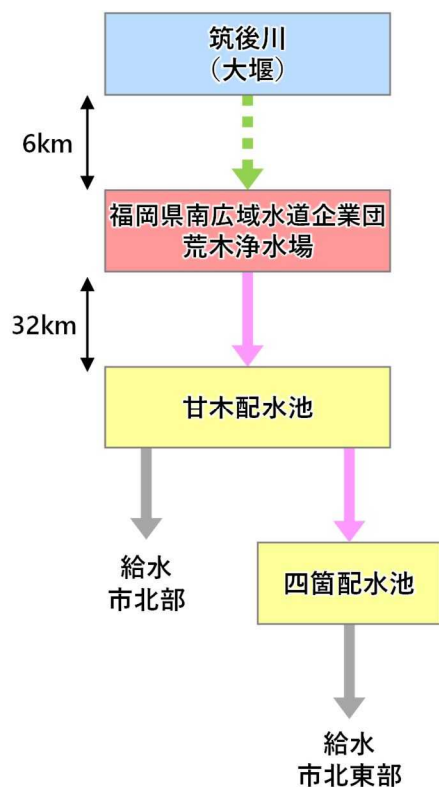 筑後川
（大堰）
6km
福岡県南広域水道企業団
荒木浄水場
32km
甘木配水池
給水
市北部
四箇配水池
給水
市北東部